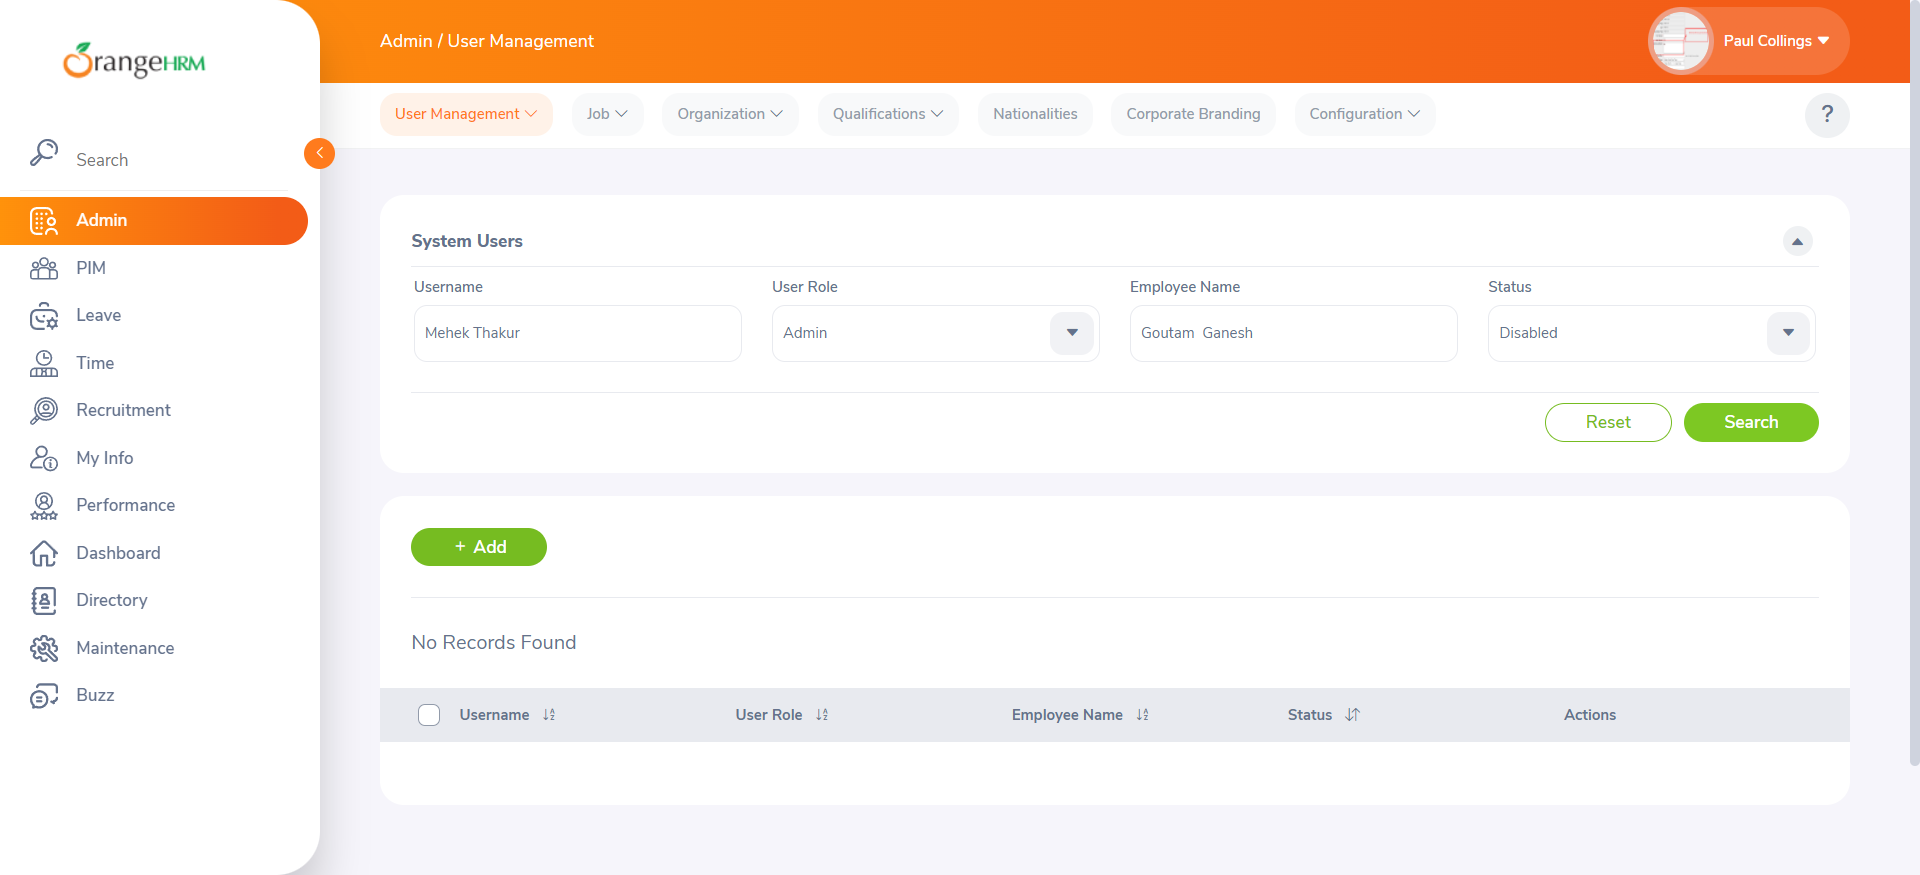 Admin / User Management
Paul Collings
OrangeHRM
User Management
Job
Organization
Qualifications
Nationalities
Corporate Branding
Configuration
?
Search
Admin
PIM
Leave
Time
Recruitment
My Info
Performance
Dashboard
Directory
Maintenance
Buzz
System Users
Username
User Role
Employee Name
Status
Mehek Thakur
Admin
Goutam  Ganesh
Disabled
Reset
Search
+ Add
No Records Found
Username
User Role
Employee Name
Status
Actions